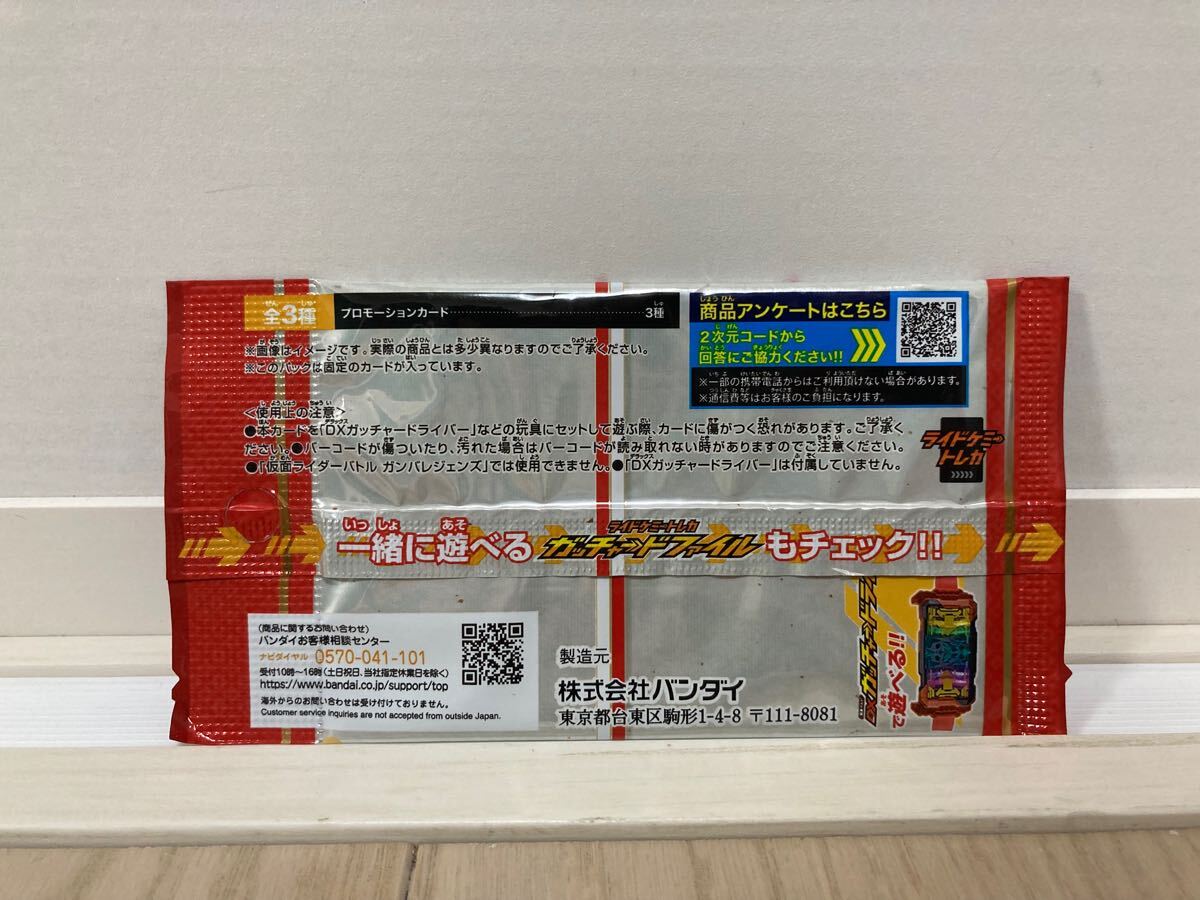 全3種 プロモーションカード 3種
※画像はイメージです。実際の商品とは多少異なりますのでご了承ください。
※このパックは固定のカードが入っています。
商品アンケートはこちら
2次元コードから
回答にご協力ください!!
※一部の携帯電話からはご利用頂けない場合があります。
※通信費等はお客様のご負担になります。
<使用上の注意>
●本カードを「DXガッチャードライバー」などの玩具にセットして遊ぶ際、カードに傷がつく恐れがあります。ご了承く
ださい。●バーコードが傷ついたり、汚れた場合はバーコードが読み取れない時がありますのでご注意ください。
●「仮面ライダーバトル ガンバレジェンズ」では使用できません。●「DXガッチャードライバー」は付属していません。
ライドケミー
トレカ
ライドケミートレカ
一緒に遊べる ガッチャードファイル もチェック!!
(商品に関するお問い合わせ)
バンダイお客様相談センター
ナビダイヤル 0570-041-101
受付10時~16時(土日祝日、当社指定休業日を除く)
https://www.bandai.co.jp/support/top
海外からのお問い合わせは受け付けておりません。
Customer service inquiries are not accepted from outside Japan.
製造元
株式会社バンダイ
東京都台東区駒形1-4-8 〒111-8081
DXガッチャードライバー
で遊べる!!